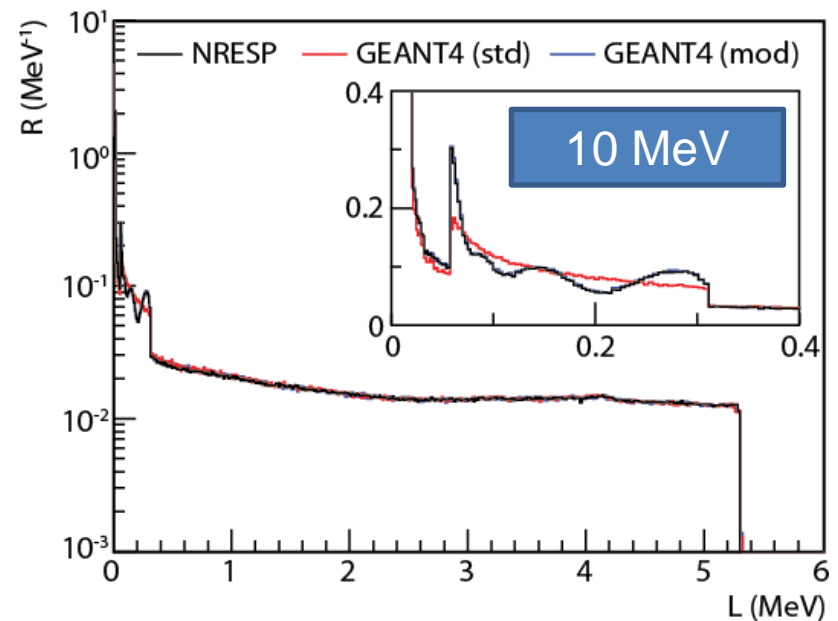 10¹
R (MeV⁻¹)
NRESP GEANT4 (std) GEANT4 (mod)
0.4
10 MeV
10⁰
0.2
10⁻¹
0
0 0.2 0.4
10⁻²
10⁻³
0 1 2 3 4 5 6
L (MeV)